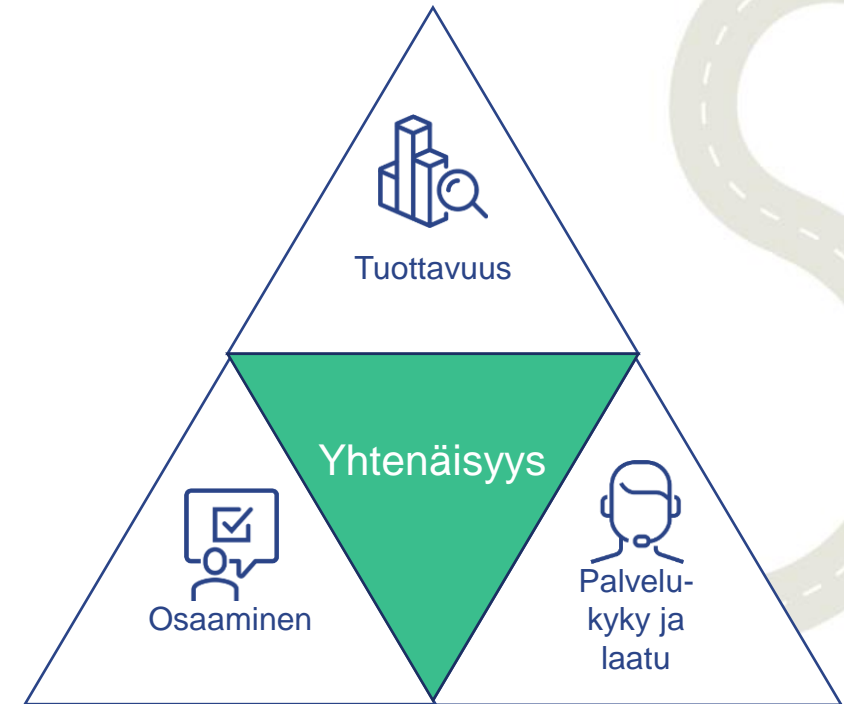 Tuottavuus
Yhtenäisyys
Osaaminen
Palvelu-
kyky ja
laatu